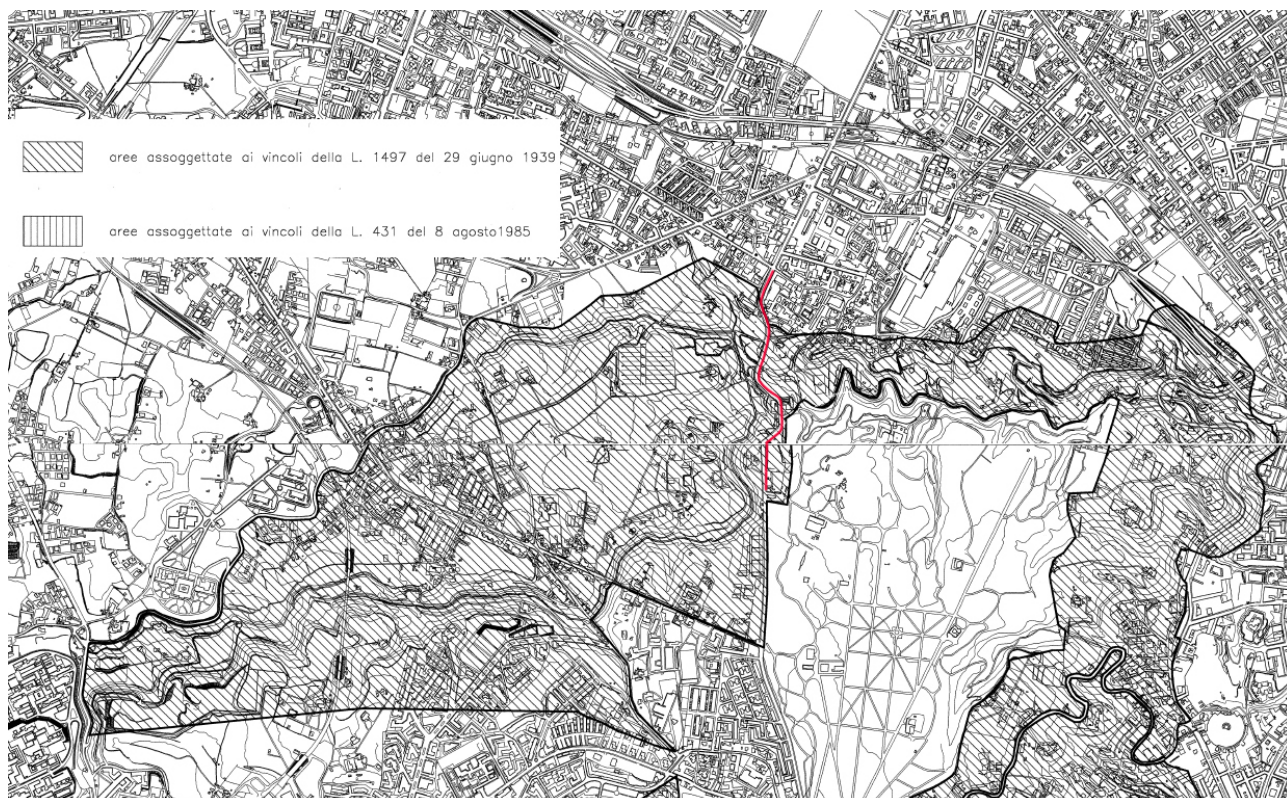 aree assoggettate ai vincoli della L. 1497 del 29 giugno 1939
aree assoggettate ai vincoli della L. 431 del 8 agosto1985